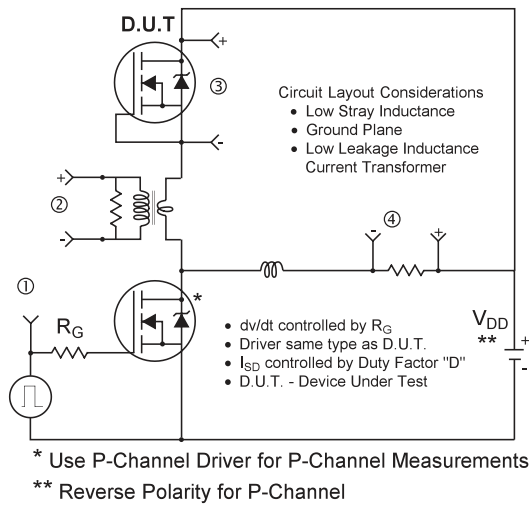 D.U.T
+
③
-
Circuit Layout Considerations
• Low Stray Inductance
• Ground Plane
• Low Leakage Inductance
Current Transformer
+
②
-
④
-
+
①
R_G
*
• dv/dt controlled by R_G
• Driver same type as D.U.T.
• I_SD controlled by Duty Factor "D"
• D.U.T. - Device Under Test
V_DD
**
+
-
* Use P-Channel Driver for P-Channel Measurements
** Reverse Polarity for P-Channel